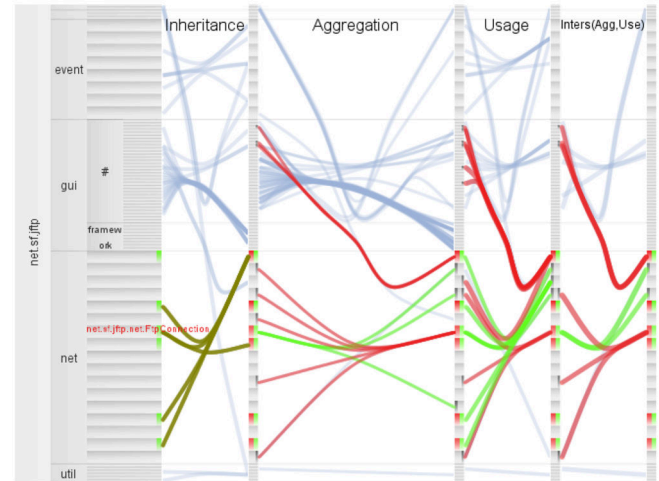 Inheritance
Aggregation
Usage
Inters(Agg,Use)
net.sf.jftp
event
gui
#
framew
ork
net
net.sf.jftp.net.FtpConnection
util